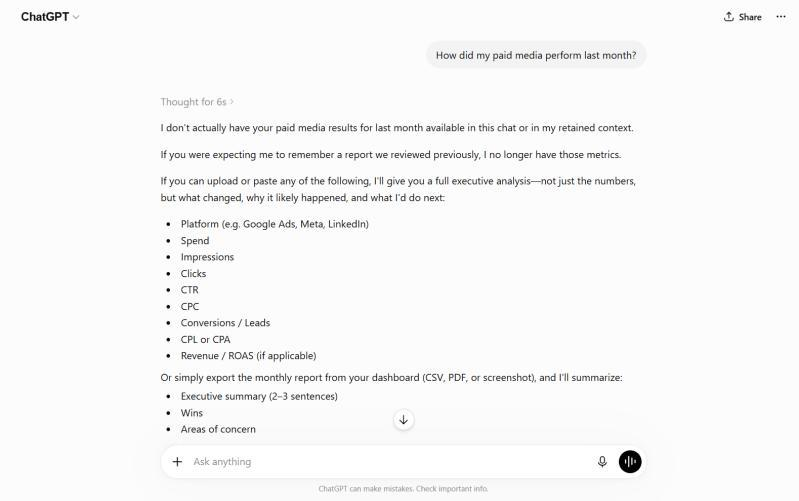 ChatGPT
Share
How did my paid media perform last month?
Thought for 6s
I don't actually have your paid media results for last month available in this chat or in my retained context.
If you were expecting me to remember a report we reviewed previously, I no longer have those metrics.
If you can upload or paste any of the following, I'll give you a full executive analysis—not just the numbers,
but what changed, why it likely happened, and what I'd do next:
• Platform (e.g. Google Ads, Meta, LinkedIn)
• Spend
• Impressions
• Clicks
• CTR
• CPC
• Conversions / Leads
• CPL or CPA
• Revenue / ROAS (if applicable)
Or simply export the monthly report from your dashboard (CSV, PDF, or screenshot), and I'll summarize:
• Executive summary (2–3 sentences)
• Wins
• Areas of concern
Ask anything
ChatGPT can make mistakes. Check important info.